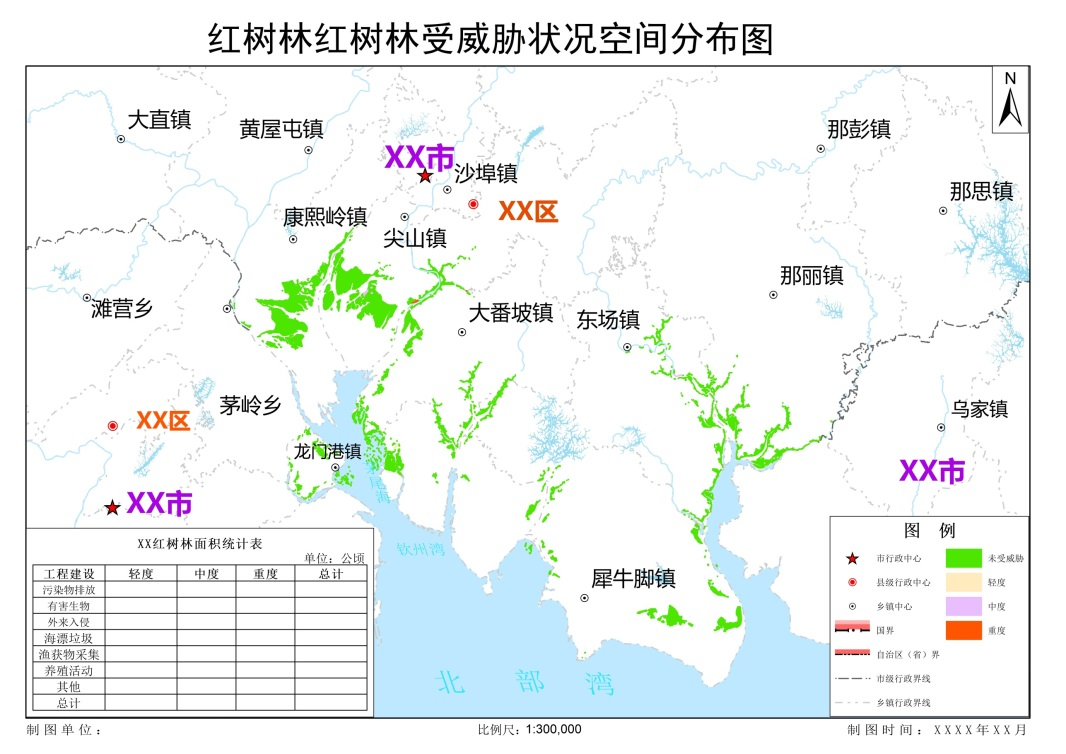 红树林红树林受威胁状况空间分布图
N
大直镇
黄屋屯镇
那彭镇
XX市
沙埠镇
那思镇
XX区
康熙岭镇
尖山镇
那丽镇
滩营乡
大番坡镇
东场镇
茅岭乡
XX区
乌家镇
龙门港镇
XX市
XX市
钦州湾
犀牛脚镇
北部湾
XX红树林面积统计表
单位：公顷
工程建设 轻度 中度 重度 总计
污染物排放
有害生物
外来入侵
海漂垃圾
渔获物采集
养殖活动
其他
总计
图 例
市行政中心 未受威胁
县级行政中心 轻度
乡镇中心 中度
国界 重度
自治区（省）界
市级行政界线
乡镇行政界线
制图单位：
比例尺：1:300,000
制图时间：XXXX年XX月